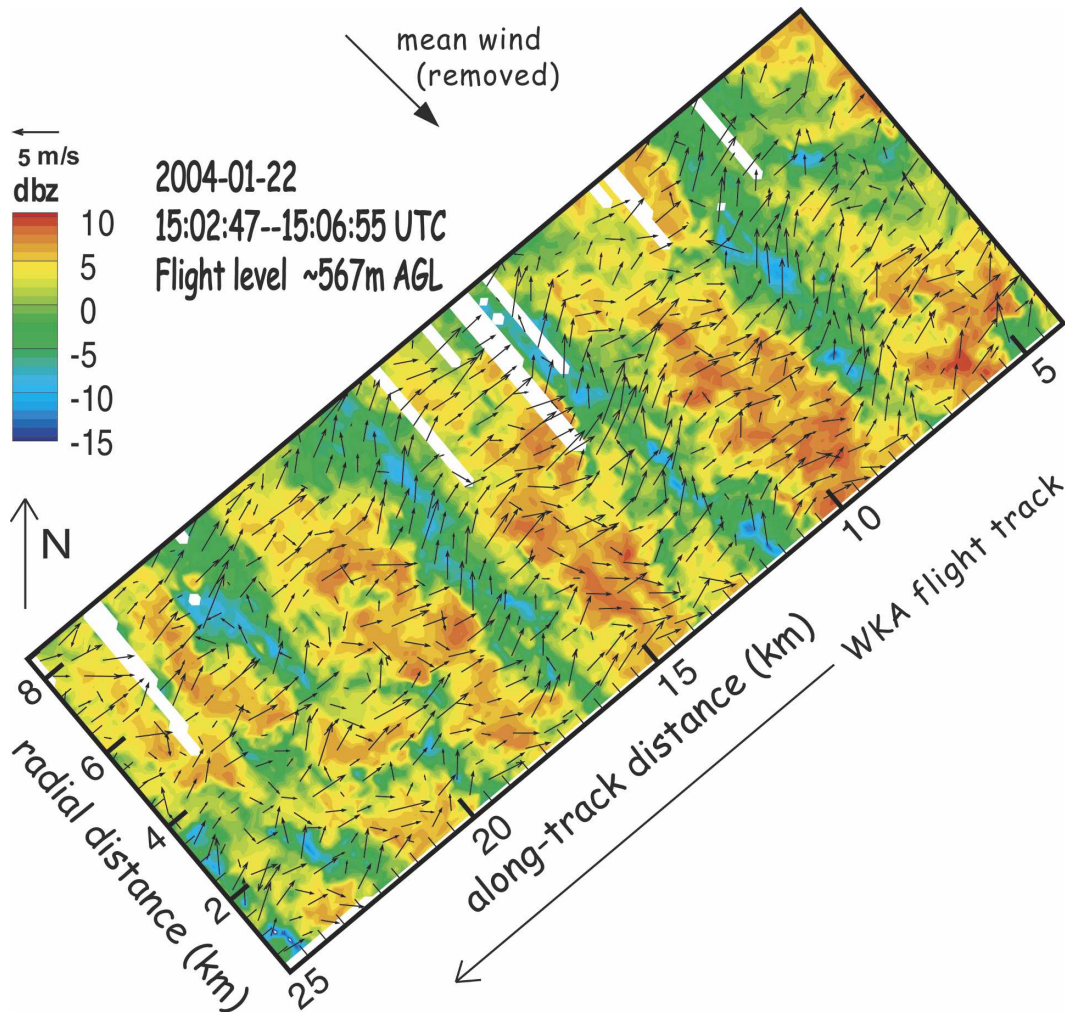 mean wind
(removed)
5 m/s
dbz
10
5
0
-5
-10
-15
2004-01-22
15:02:47--15:06:55 UTC
Flight level ~567m AGL
N
5
10
15
20
25
8
6
4
2
WKA flight track
along-track distance (km)
radial distance (km)